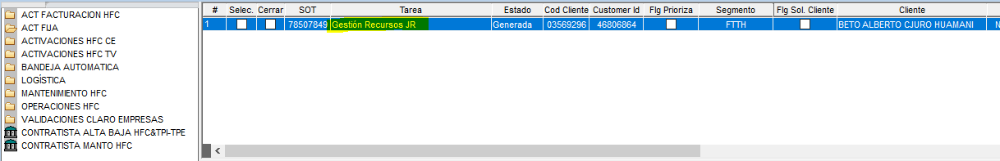 ACT FACTURACION HFC
ACT FIJA
ACTIVACIONES HFC CE
ACTIVACIONES HFC TV
BANDEJA AUTOMATICA
LOGÍSTICA
MANTENIMIENTO HFC
OPERACIONES HFC
VALIDACIONES CLARO EMPRESAS
CONTRATISTA ALTA BAJA HFC&TPI-TPE
CONTRATISTA MANTO HFC
# Selec. Cerrar SOT Tarea Estado Cod Cliente Customer Id Flg Prioriza Segmento Flg Sol. Cliente Cliente
1 78507849 Gestión Recursos JR Generada 03569296 46806864 FTTH BETO ALBERTO CJURO HUAMANI N